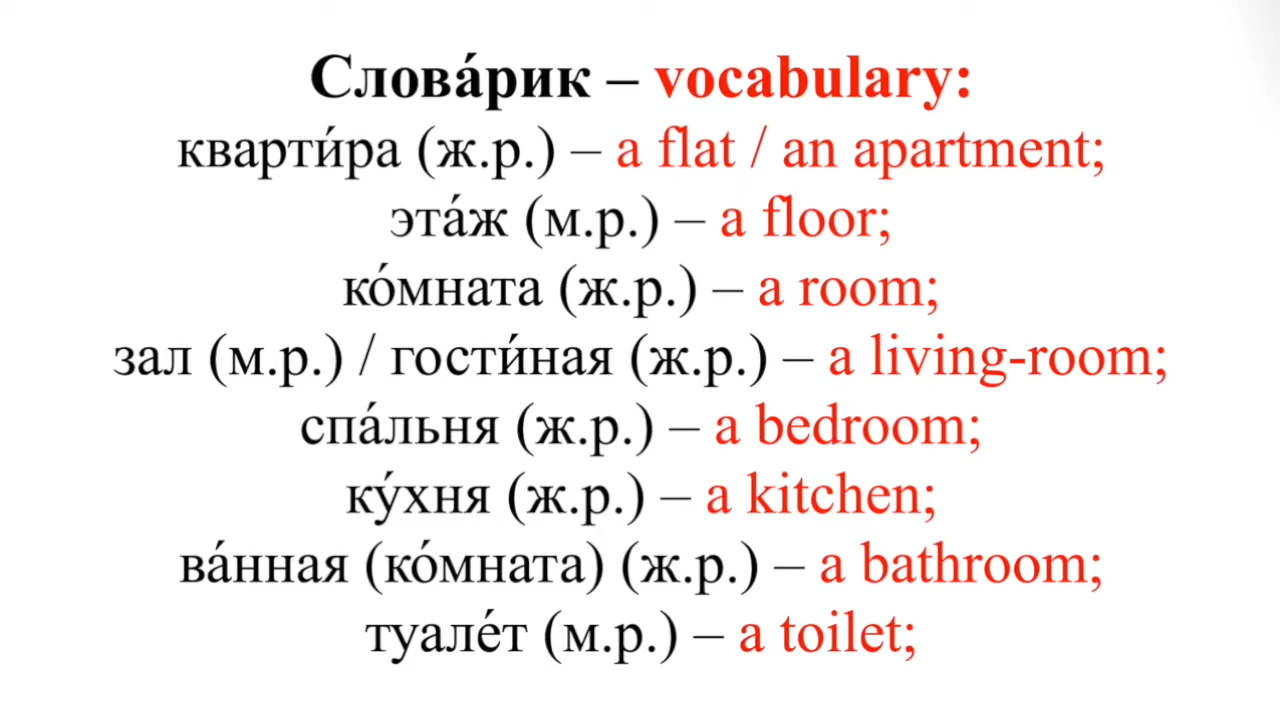 Слова́рик – vocabulary:
кварти́ра (ж.р.) – a flat / an apartment;
эта́ж (м.р.) – a floor;
ко́мната (ж.р.) – a room;
зал (м.р.) / гости́ная (ж.р.) – a living-room;
спа́льня (ж.р.) – a bedroom;
ку́хня (ж.р.) – a kitchen;
ва́нная (ко́мната) (ж.р.) – a bathroom;
туале́т (м.р.) – a toilet;